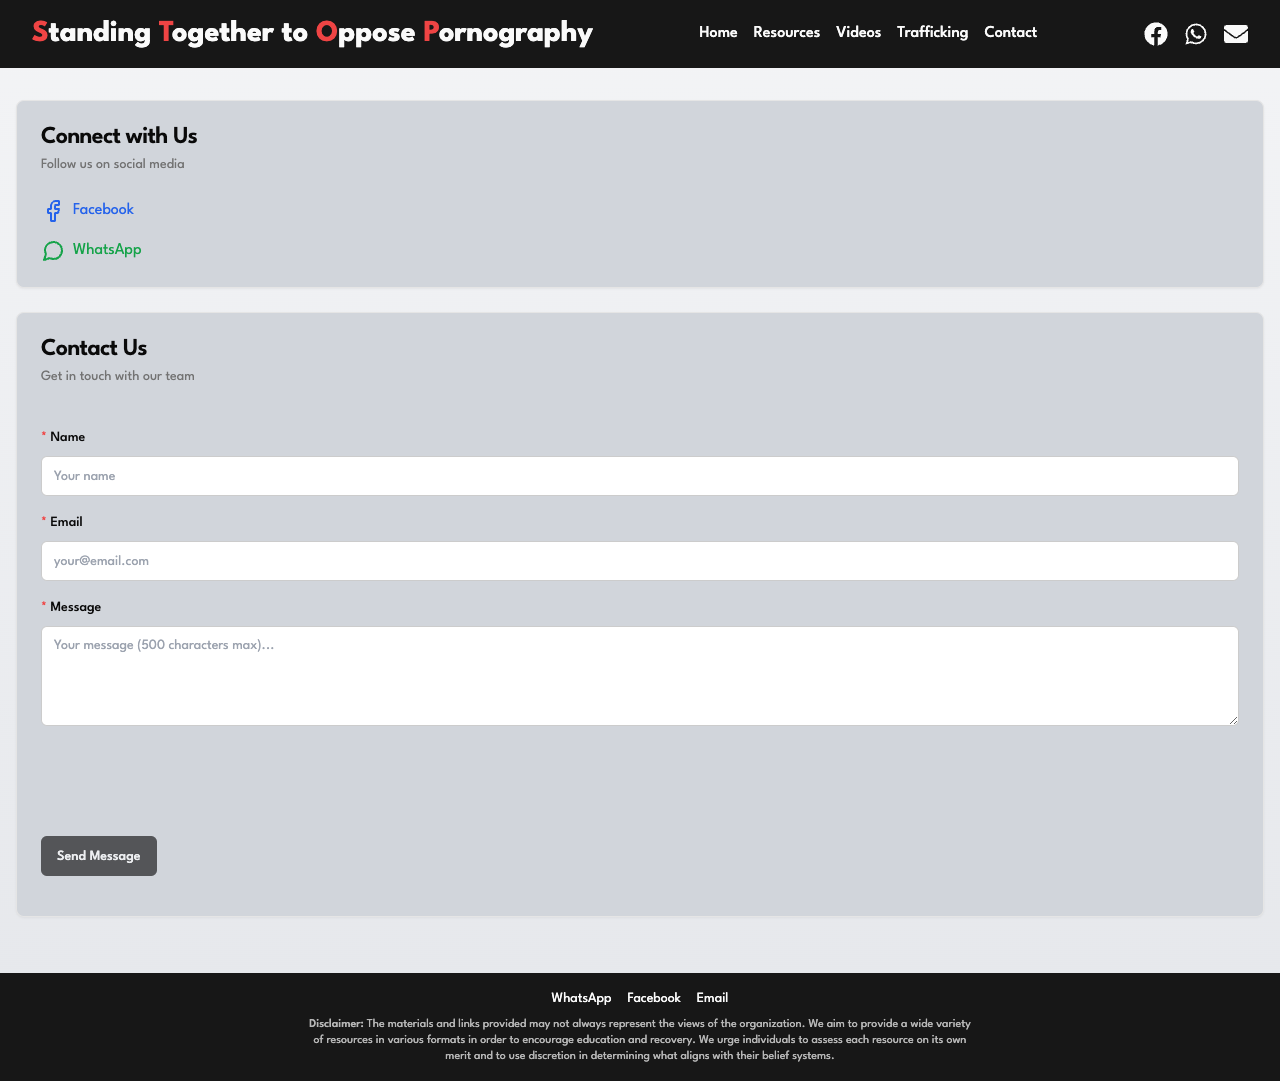 Standing Together to Oppose Pornography
Home Resources Videos Trafficking Contact
Connect with Us
Follow us on social media
Facebook
WhatsApp
Contact Us
Get in touch with our team
* Name
Your name
* Email
your@email.com
* Message
Your message (500 characters max)...
Send Message
WhatsApp Facebook Email
Disclaimer: The materials and links provided may not always represent the views of the organization. We aim to provide a wide variety
of resources in various formats in order to encourage education and recovery. We urge individuals to assess each resource on its own
merit and to use discretion in determining what aligns with their belief systems.